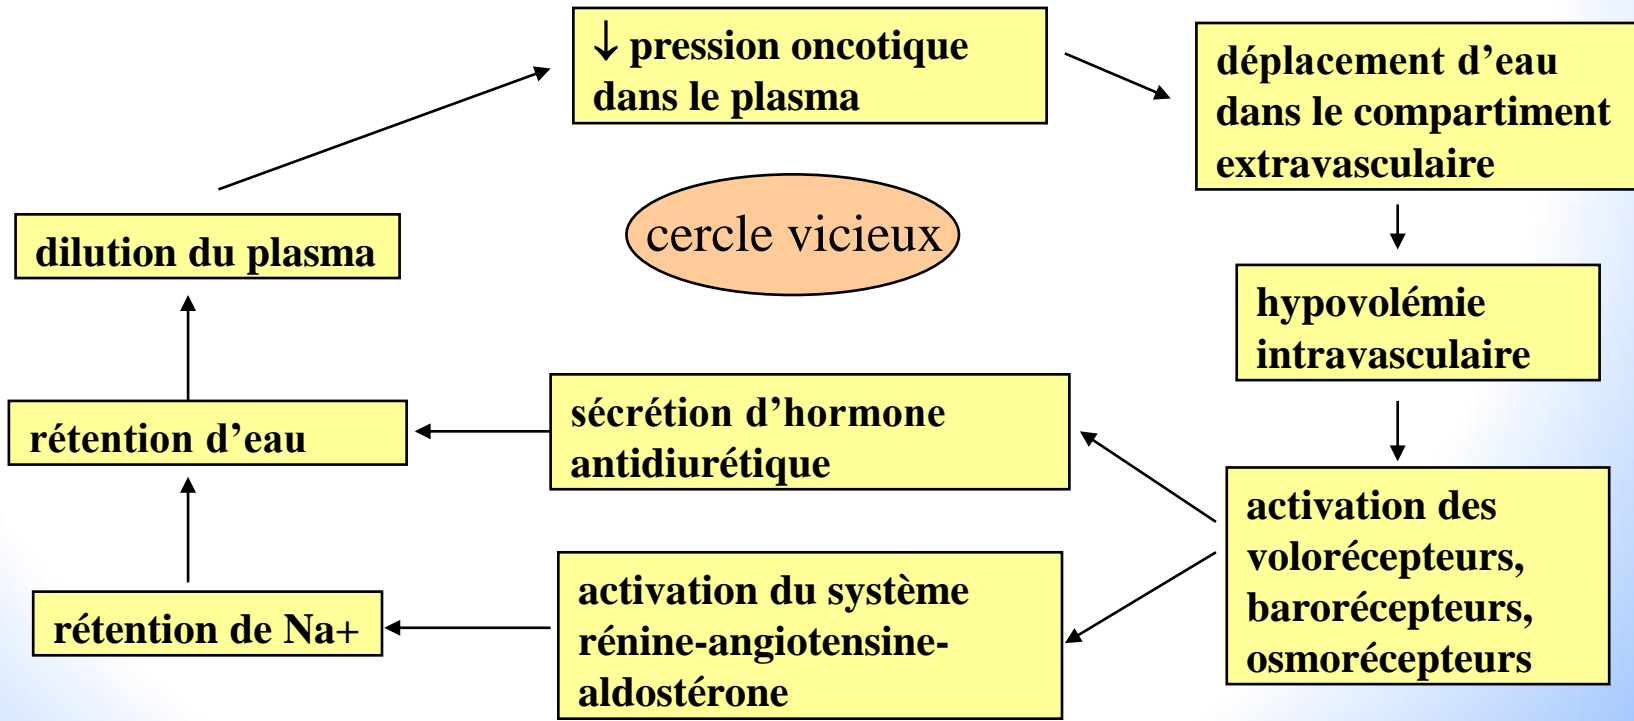 ↓ pression oncotique
dans le plasma
déplacement d’eau
dans le compartiment
extravasculaire
cercle vicieux
dilution du plasma
hypovolémie
intravasculaire
sécrétion d’hormone
antidiurétique
rétention d’eau
activation des
volorécepteurs,
barorécepteurs,
osmorécepteurs
activation du système
rénine-angiotensine-
aldostérone
rétention de Na+